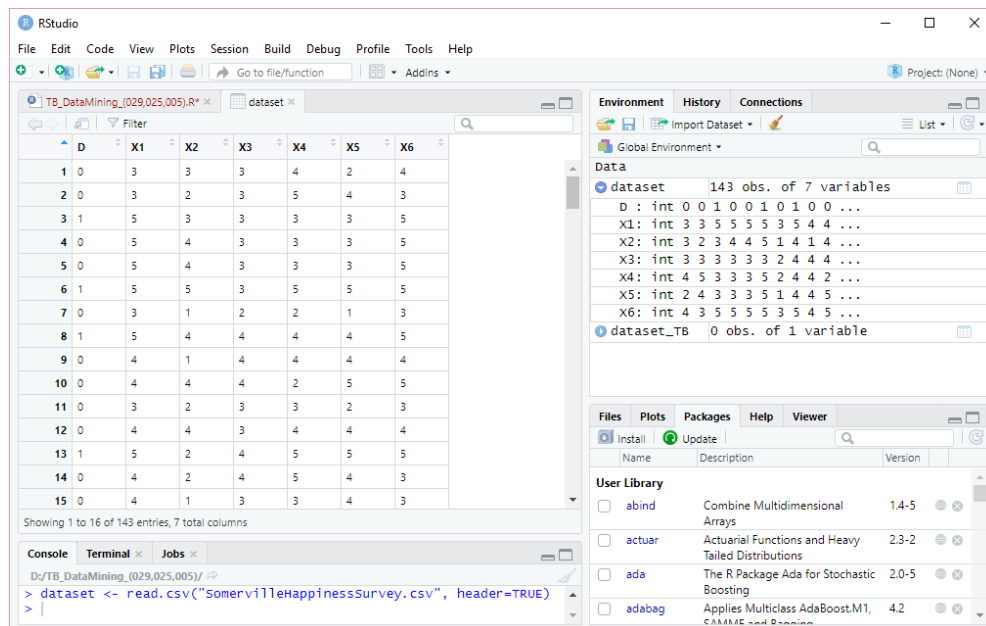 RStudio
File Edit Code View Plots Session Build Debug Profile Tools Help
Go to file/function
Addins
Project: (None)
TB_DataMining_(029,025,005).R*
dataset
Filter
D X1 X2 X3 X4 X5 X6
1 0 3 3 3 4 2 4
2 0 3 2 3 5 4 3
3 1 5 3 3 3 3 5
4 0 5 4 3 3 3 5
5 0 5 4 3 3 3 5
6 1 5 5 3 5 5 5
7 0 3 1 2 2 1 3
8 1 5 4 4 4 4 5
9 0 4 1 4 4 4 4
10 0 4 4 4 2 5 5
11 0 3 2 3 3 2 3
12 0 4 4 3 4 4 4
13 1 5 2 4 5 5 5
14 0 4 2 4 5 4 3
15 0 4 1 3 3 4 3
Showing 1 to 16 of 143 entries, 7 total columns
Console Terminal Jobs
D:/TB_DataMining_(029,025,005)/
> dataset <- read.csv("SomervilleHappinessSurvey.csv", header=TRUE)
>
Environment History Connections
Import Dataset
List
Global Environment
Data
dataset 143 obs. of 7 variables
D : int 0 0 1 0 0 1 0 1 0 0 ...
X1: int 3 3 5 5 5 5 3 5 4 4 ...
X2: int 3 2 3 4 4 5 1 4 1 4 ...
X3: int 3 3 3 3 3 3 2 4 4 4 ...
X4: int 4 5 3 3 3 5 2 4 4 2 ...
X5: int 2 4 3 3 3 5 1 4 4 5 ...
X6: int 4 3 5 5 5 5 3 5 4 5 ...
dataset_TB 0 obs. of 1 variable
Files Plots Packages Help Viewer
Install Update
Name Description Version
User Library
abind Combine Multidimensional Arrays 1.4-5
actuar Actuarial Functions and Heavy Tailed Distributions 2.3-2
ada The R Package Ada for Stochastic Boosting 2.0-5
adabag Applies Multiclass AdaBoost.M1, 4.2
SAMME and Bagging